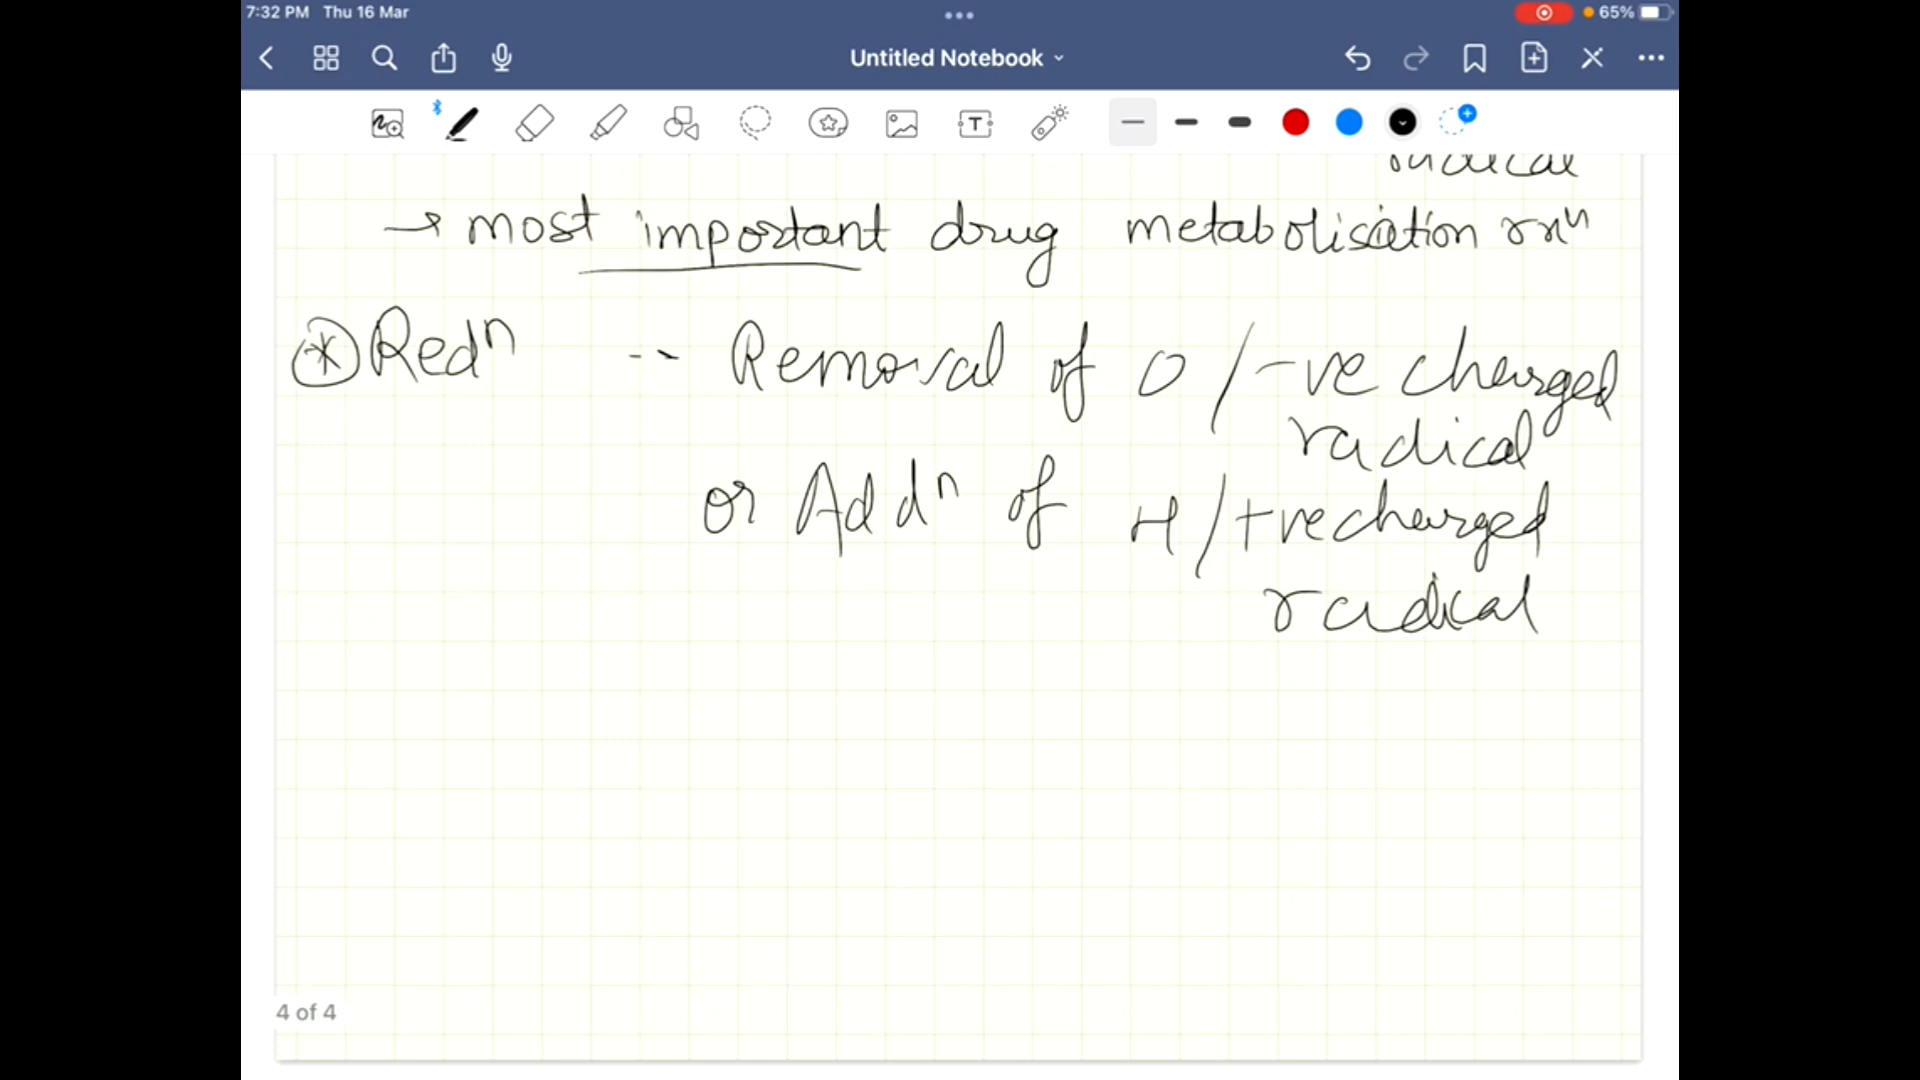 7:32 PM Thu 16 Mar
65%
Untitled Notebook
T
radical
→ most important drug metabolisation rxⁿ
* Redⁿ -- Removal of O / -ve charged
radical
or Addⁿ of H / +ve charged
radical
4 of 4